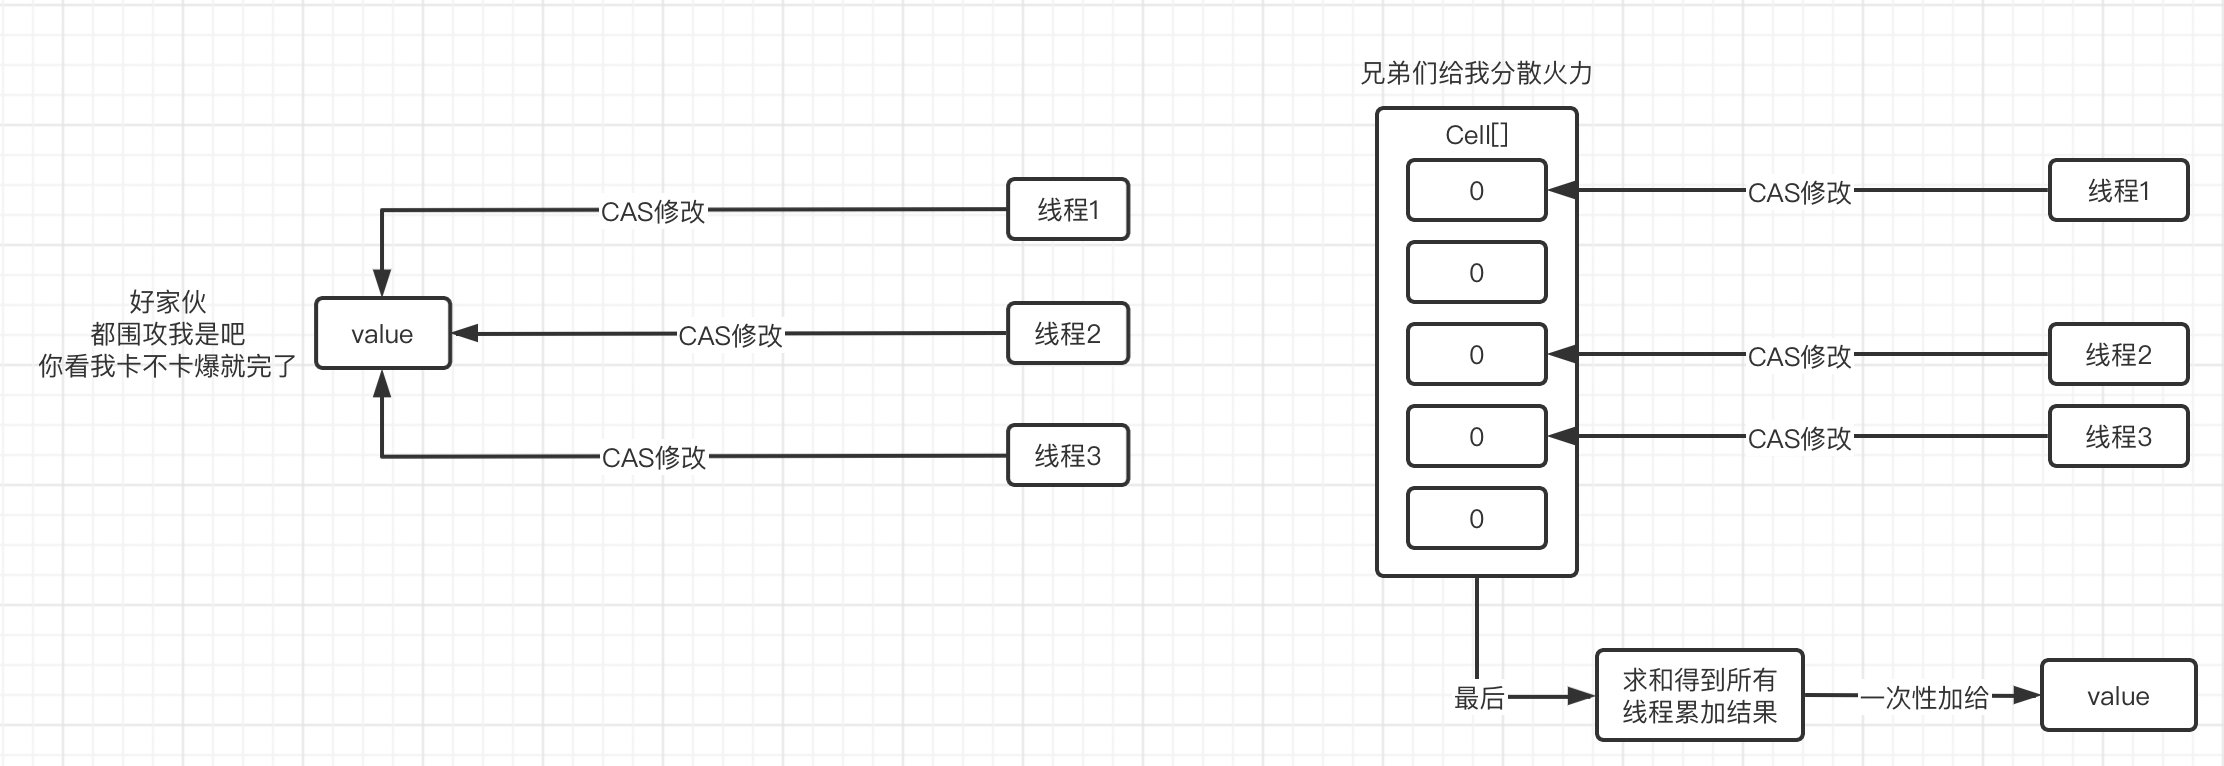 好家伙
都围攻我是吧
你看我卡不卡爆就完了
value
CAS修改
线程1
CAS修改
线程2
CAS修改
线程3
兄弟们给我分散火力
Cell[]
0
0
0
0
0
CAS修改
线程1
CAS修改
线程2
CAS修改
线程3
最后
求和得到所有
线程累加结果
一次性加给
value